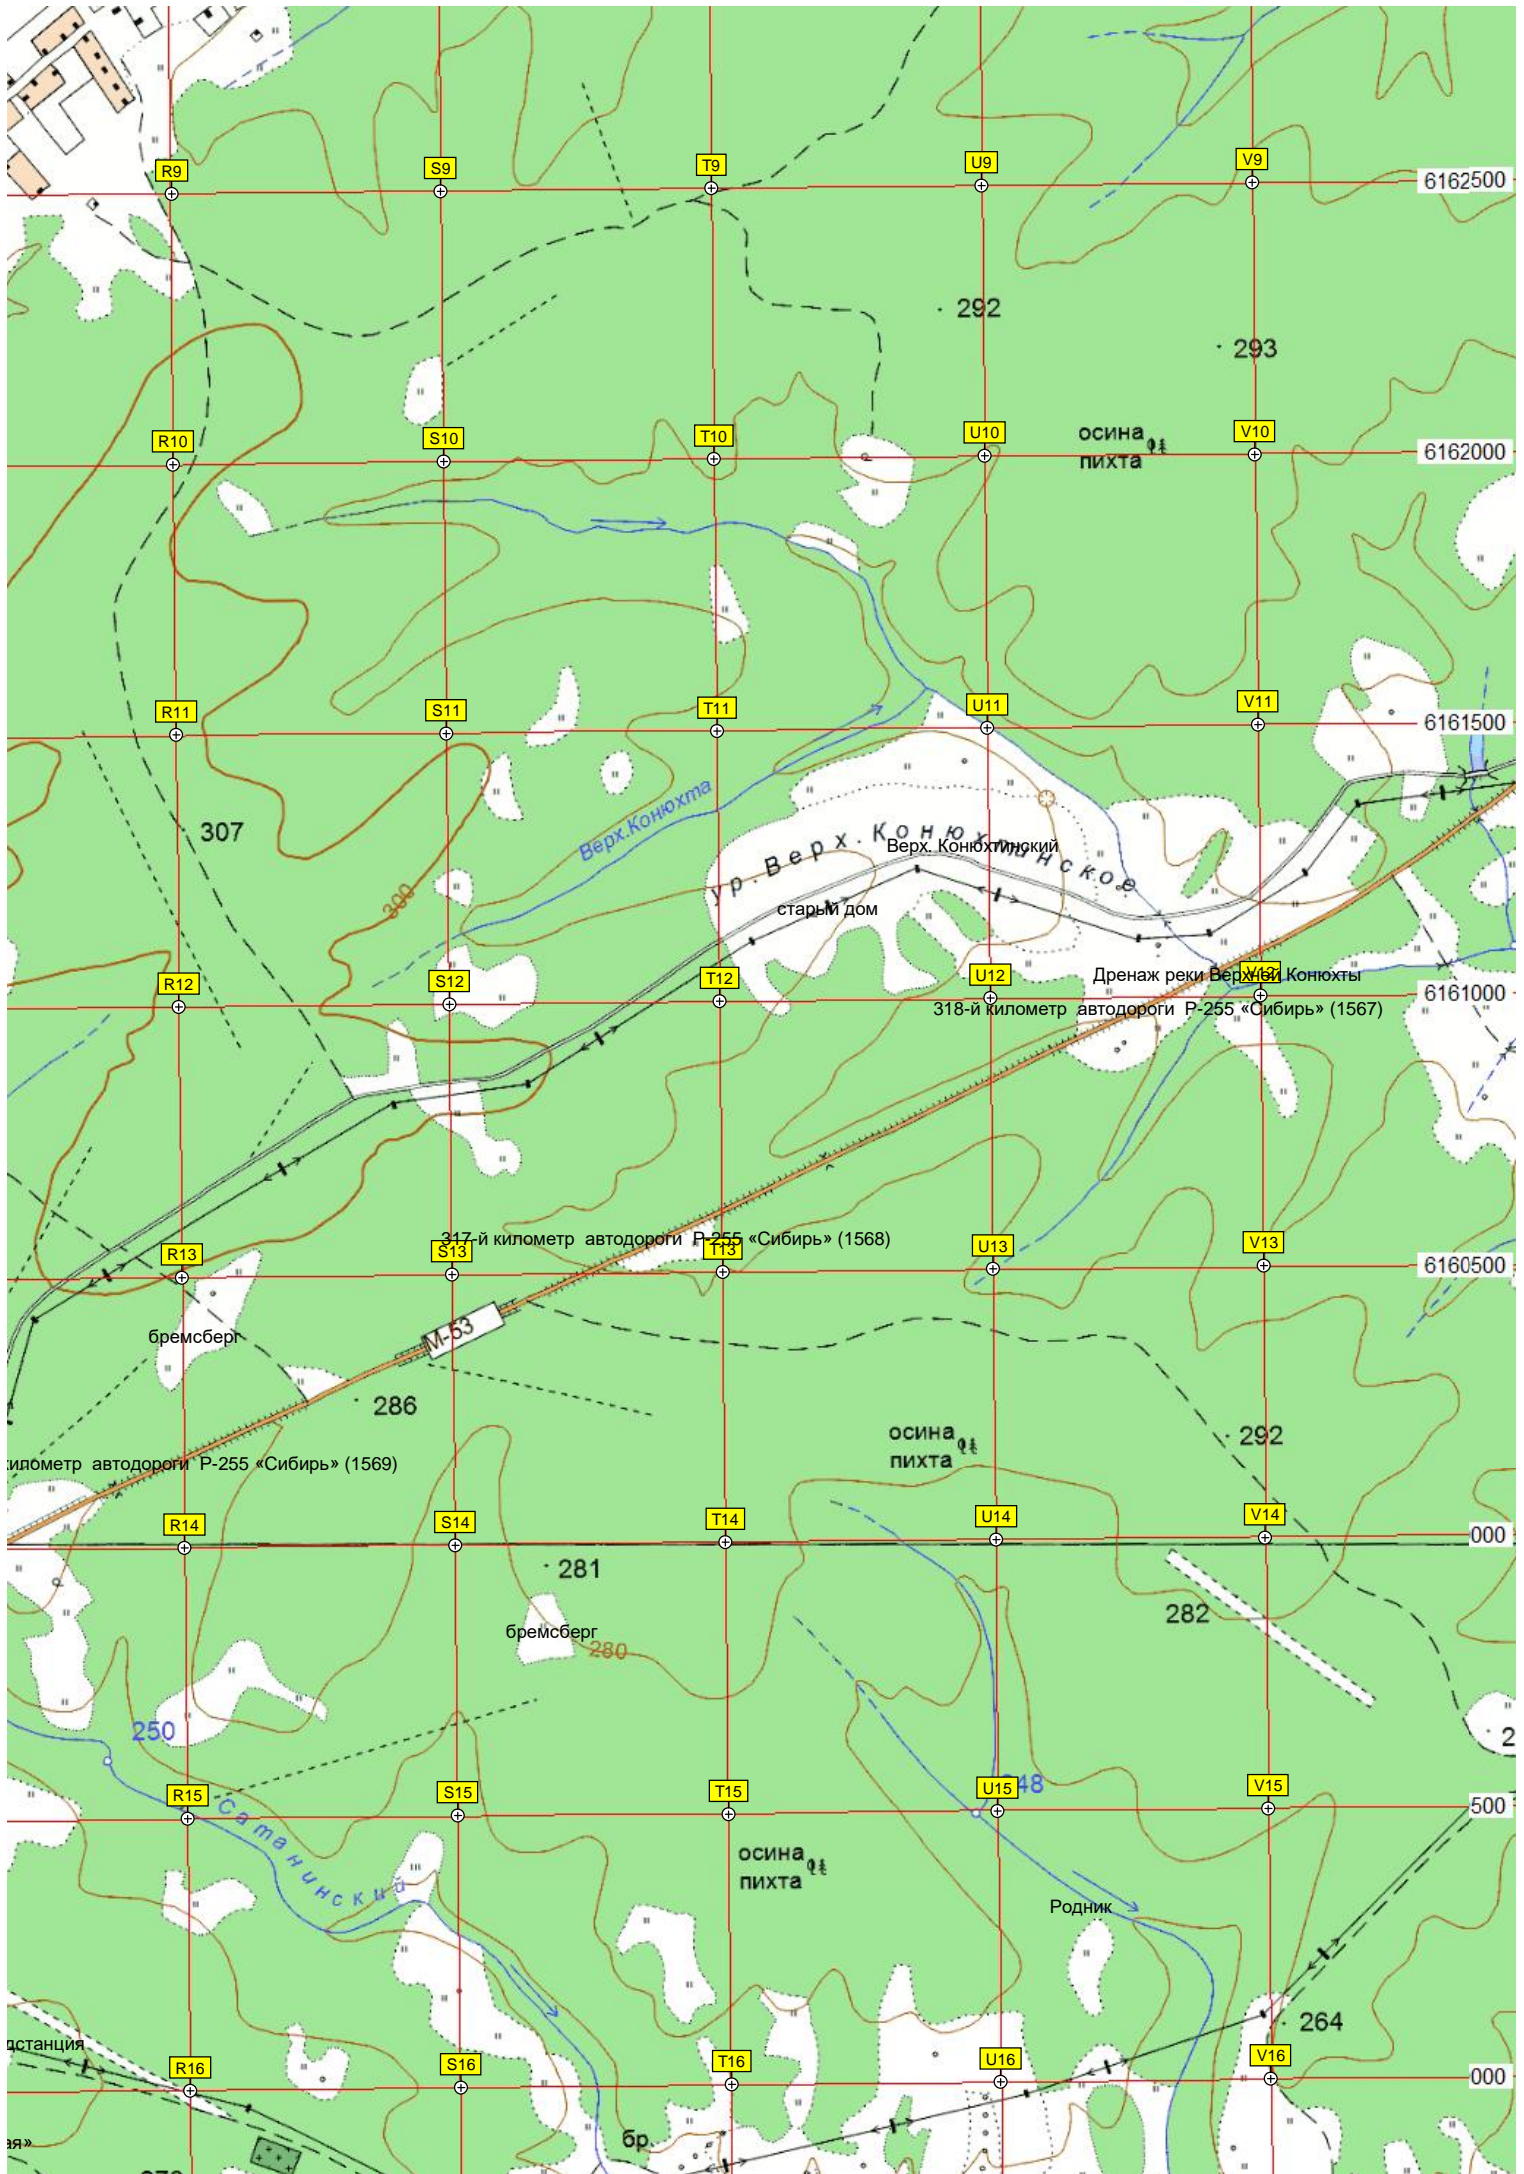 R9
S9
T9
U9
V9
6162500
292
293
R10
S10
T10
U10
V10
осина
пихта
6162000
R11
S11
T11
U11
V11
6161500
307
300
Верх.Конюхта
ур. Верх. Конюхтинское
Верх. Конюхтинский
старый дом
R12
S12
T12
U12
V12
Дренаж реки Верхней Конюхты
6161000
318-й километр автодороги Р-255 «Сибирь» (1567)
317-й километр автодороги Р-255 «Сибирь» (1568)
R13
S13
T13
U13
V13
6160500
бремсберг
М-53
286
осина
пихта
292
километр автодороги Р-255 «Сибирь» (1569)
R14
S14
T14
U14
V14
000
281
282
бремсберг
280
250
R15
S15
T15
U15
V15
248
500
Сатанинский
осина
пихта
Родник
264
дстанция
R16
S16
T16
U16
V16
000
бр.
ая»